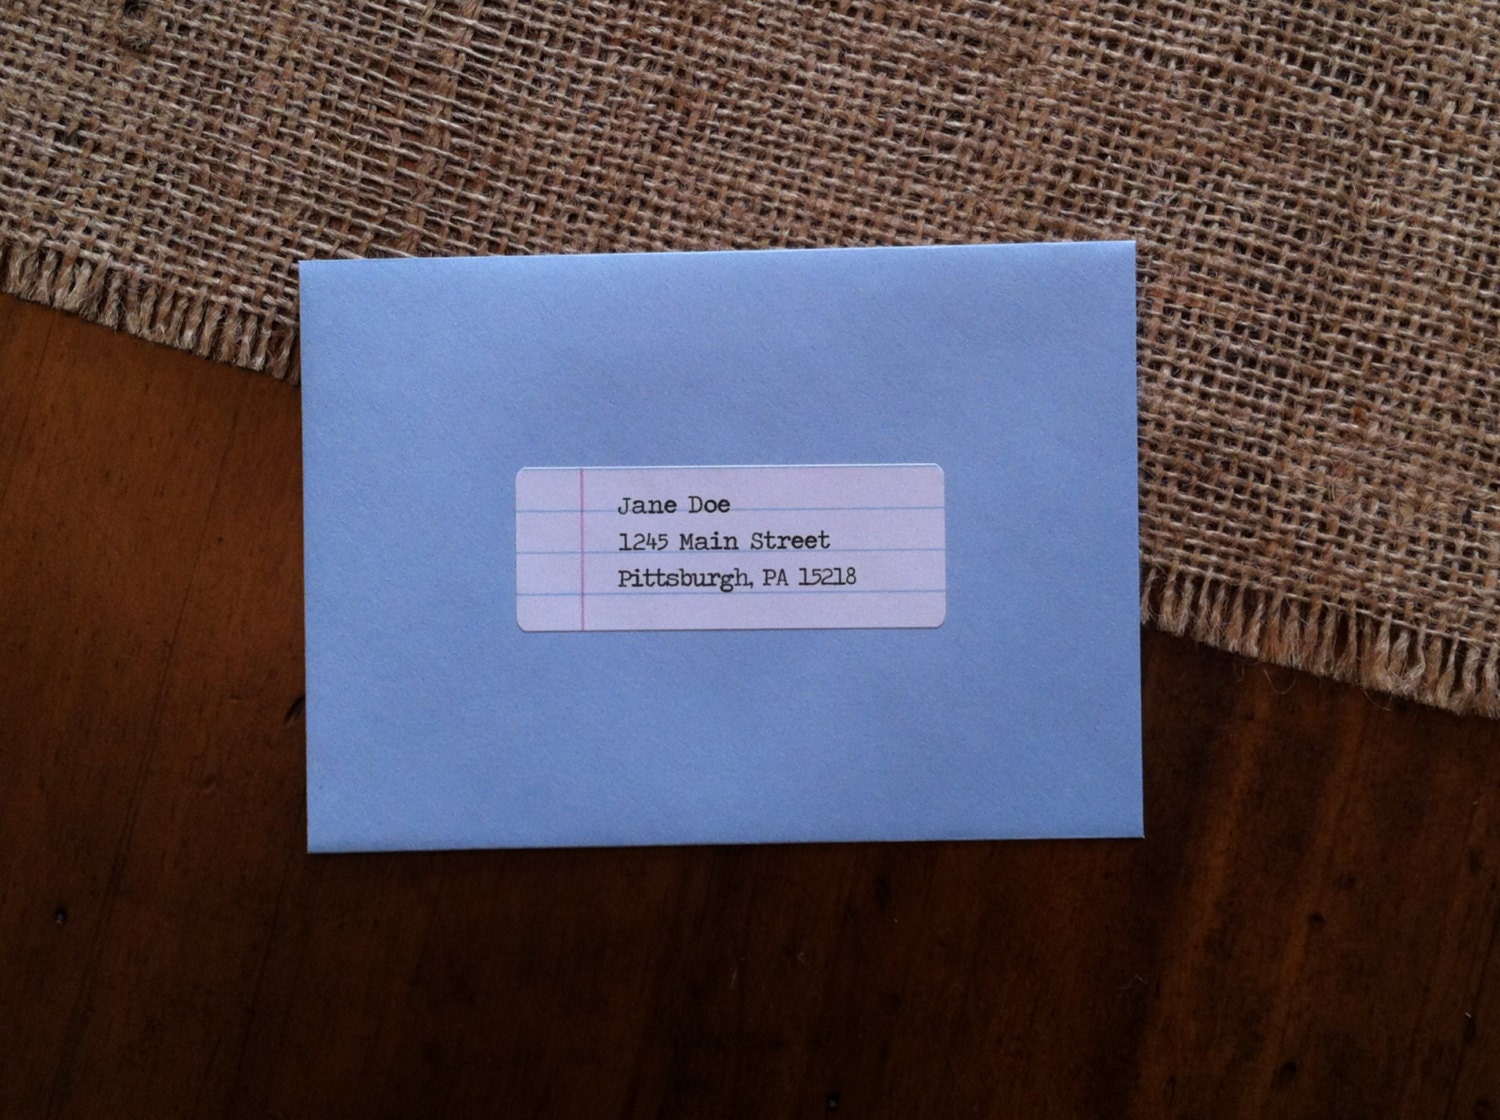 Jane Doe
1245 Main Street
Pittsburgh, PA 15218